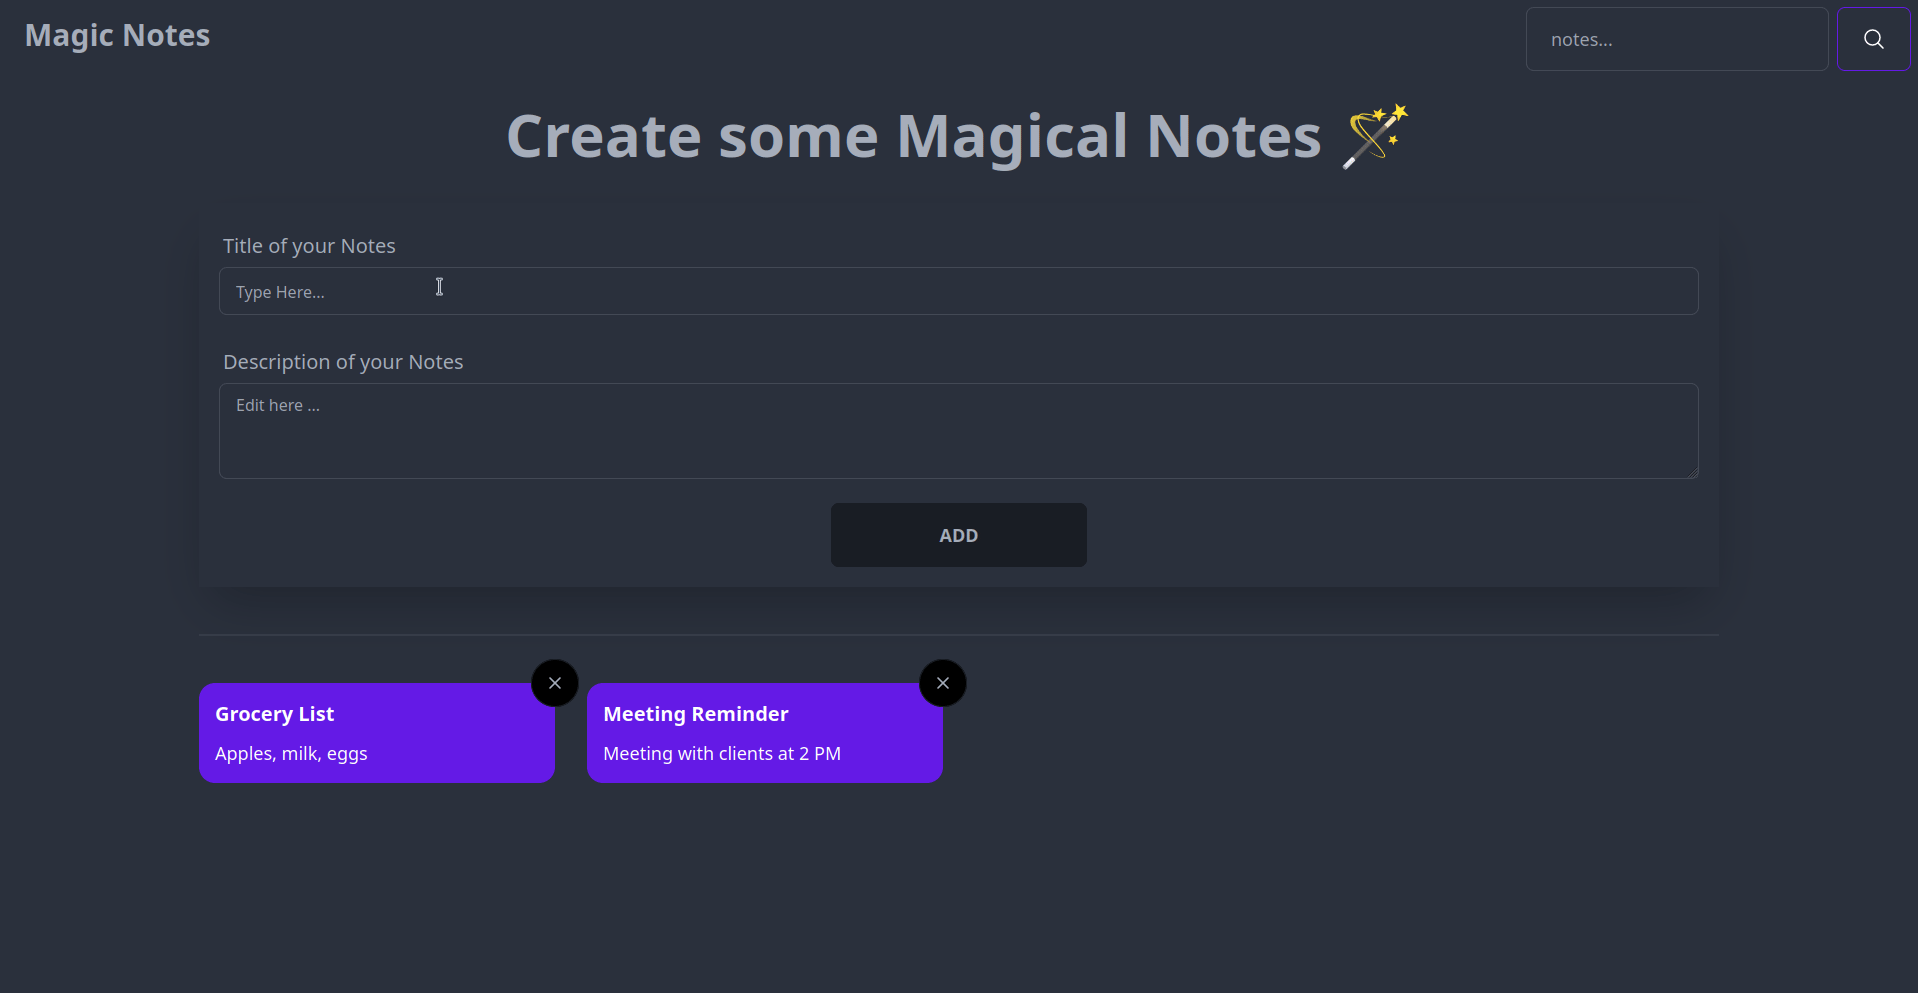 Magic Notes
notes...
Create some Magical Notes 🪄
Title of your Notes
Type Here...
Description of your Notes
Edit here ...
ADD
Grocery List
Apples, milk, eggs
Meeting Reminder
Meeting with clients at 2 PM